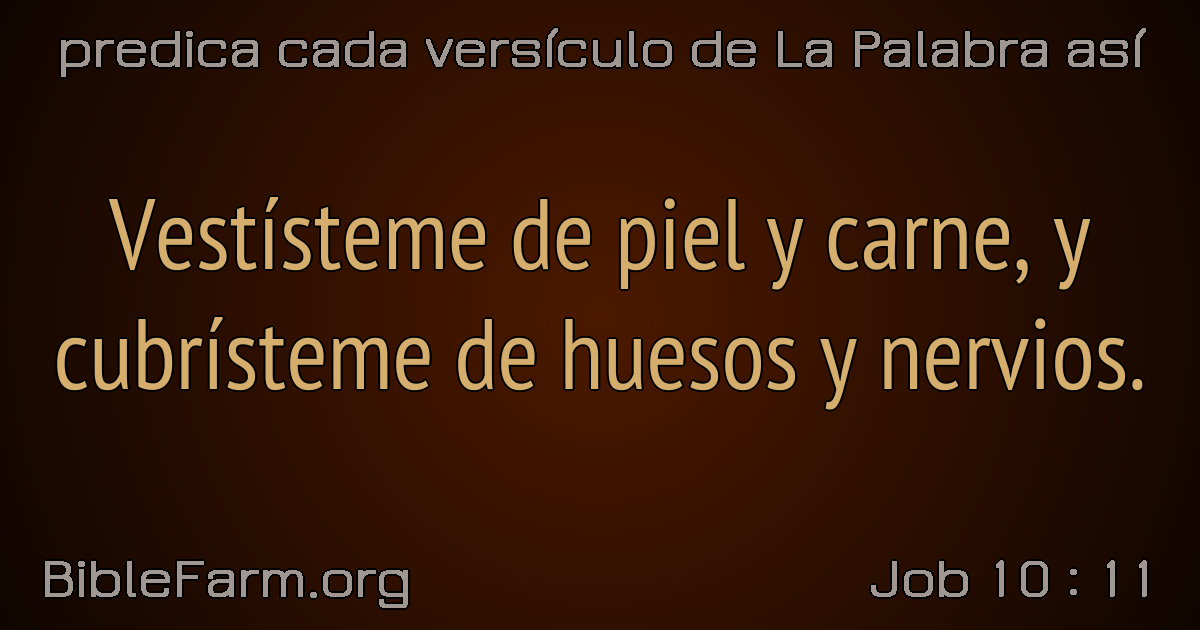 predica cada versículo de La Palabra así
Vestísteme de piel y carne, y
cubrísteme de huesos y nervios.
BibleFarm.org
Job 10 : 11